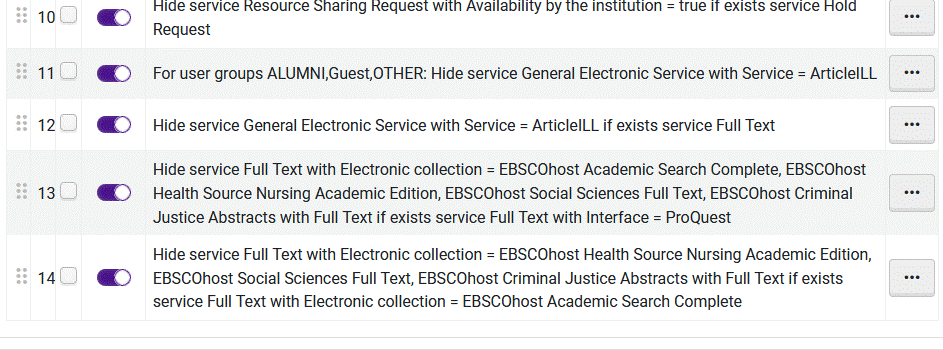 Hide service Resource Sharing Request with Availability by the institution = true if exists service Hold
10
Request
11 For user groups ALUMNI,Guest,OTHER: Hide service General Electronic Service with Service = ArticleILL
12 Hide service General Electronic Service with Service = ArticleILL if exists service Full Text
Hide service Full Text with Electronic collection = EBSCOhost Academic Search Complete, EBSCOhost
13 Health Source Nursing Academic Edition, EBSCOhost Social Sciences Full Text, EBSCOhost Criminal
Justice Abstracts with Full Text if exists service Full Text with Interface = ProQuest
Hide service Full Text with Electronic collection = EBSCOhost Health Source Nursing Academic Edition,
14 EBSCOhost Social Sciences Full Text, EBSCOhost Criminal Justice Abstracts with Full Text if exists
service Full Text with Electronic collection = EBSCOhost Academic Search Complete